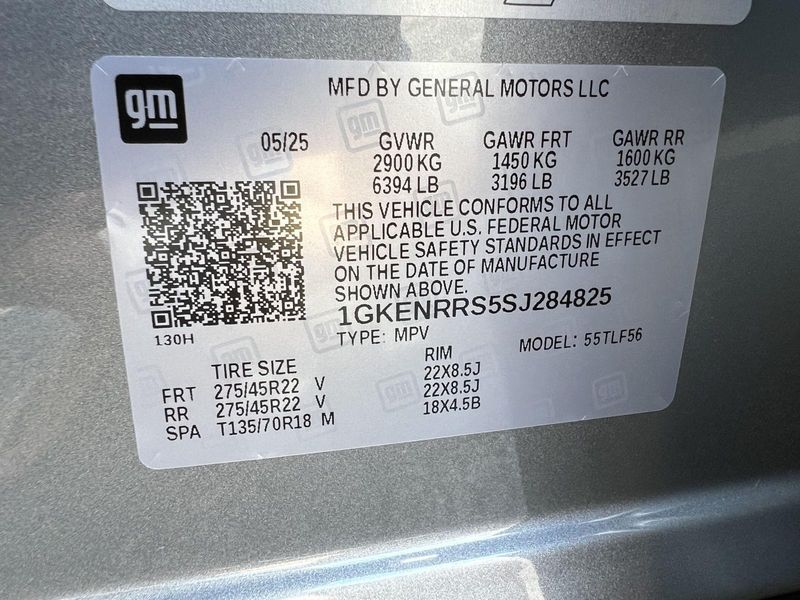 gm
MFD BY GENERAL MOTORS LLC
05/25 GVWR GAWR FRT GAWR RR
2900 KG 1450 KG 1600 KG
6394 LB 3196 LB 3527 LB
THIS VEHICLE CONFORMS TO ALL
APPLICABLE U.S. FEDERAL MOTOR
VEHICLE SAFETY STANDARDS IN EFFECT
ON THE DATE OF MANUFACTURE
SHOWN ABOVE.
1GKENRRS5SJ284825
130H
TYPE: MPV MODEL: 55TLF56
TIRE SIZE RIM
FRT 275/45R22 V 22X8.5J
RR 275/45R22 V 22X8.5J
SPA T135/70R18 M 18X4.5B